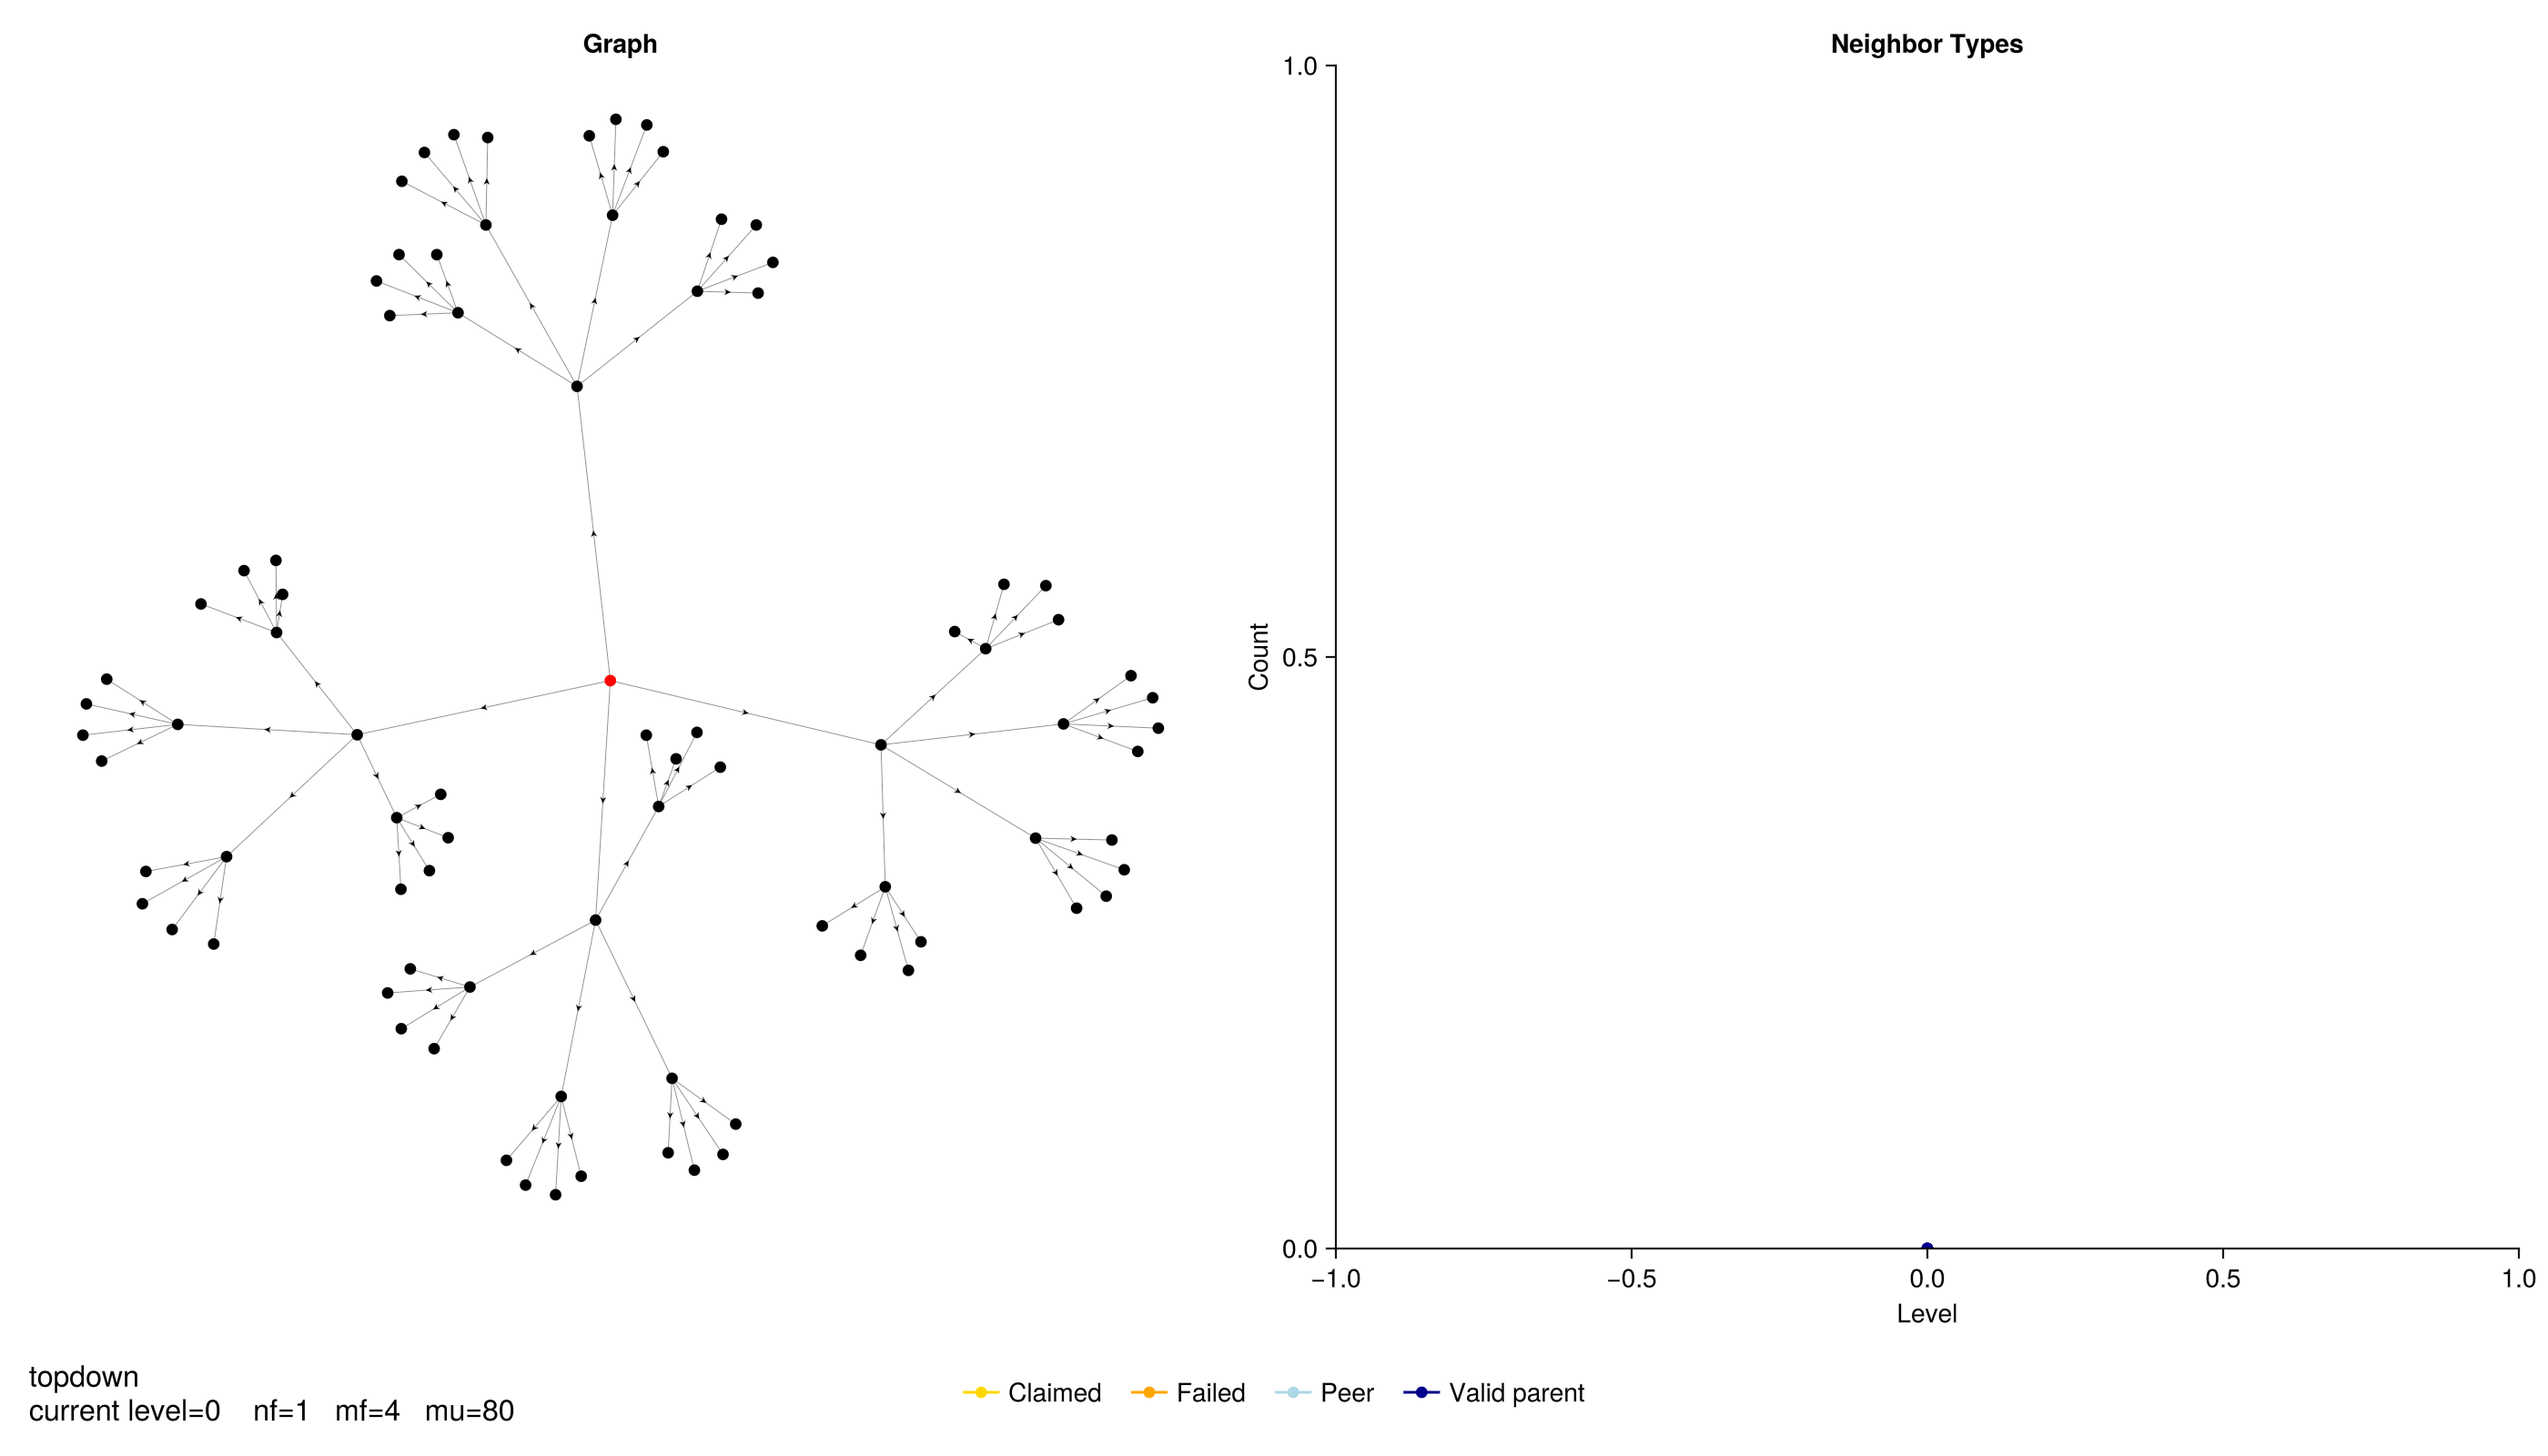 Graph
Neighbor Types
1.0
0.5
0.0
Count
−1.0 −0.5 0.0 0.5 1.0
Level
topdown
current level=0 nf=1 mf=4 mu=80
Claimed Failed Peer Valid parent